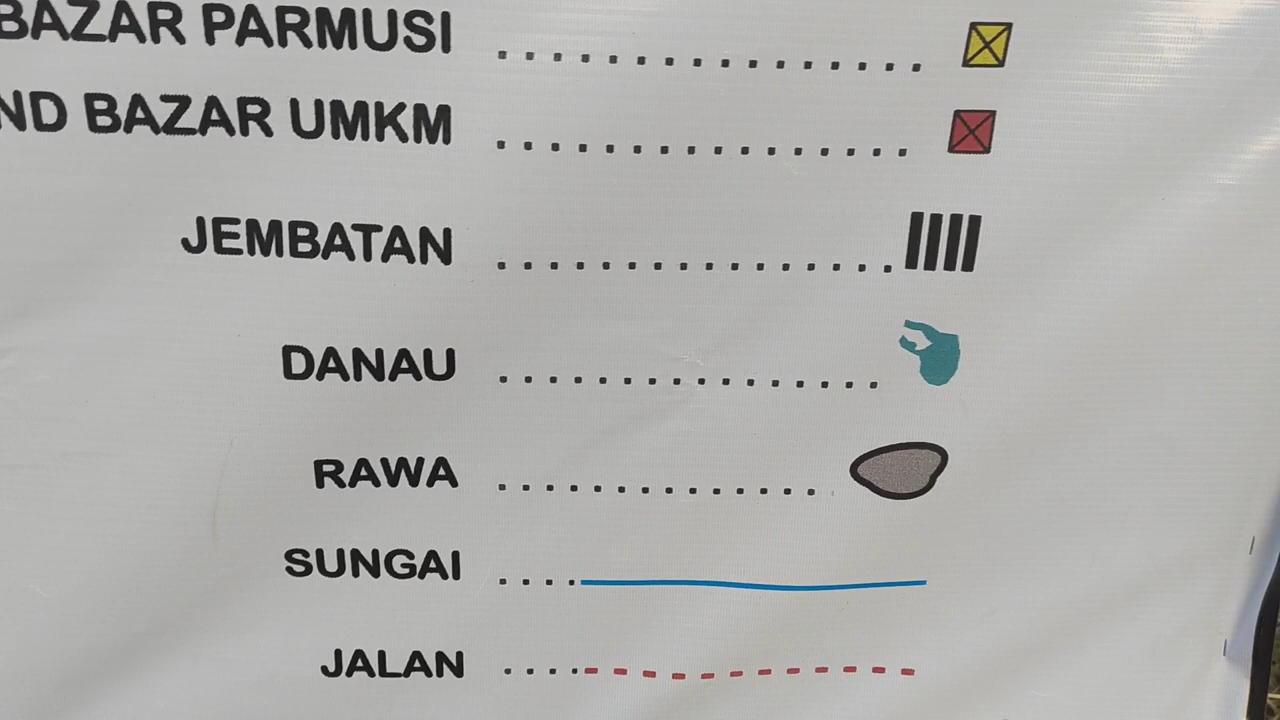 BAZAR PARMUSI ................
ND BAZAR UMKM ................
JEMBATAN ................
DANAU ................
RAWA ..............
SUNGAI ....
JALAN ....